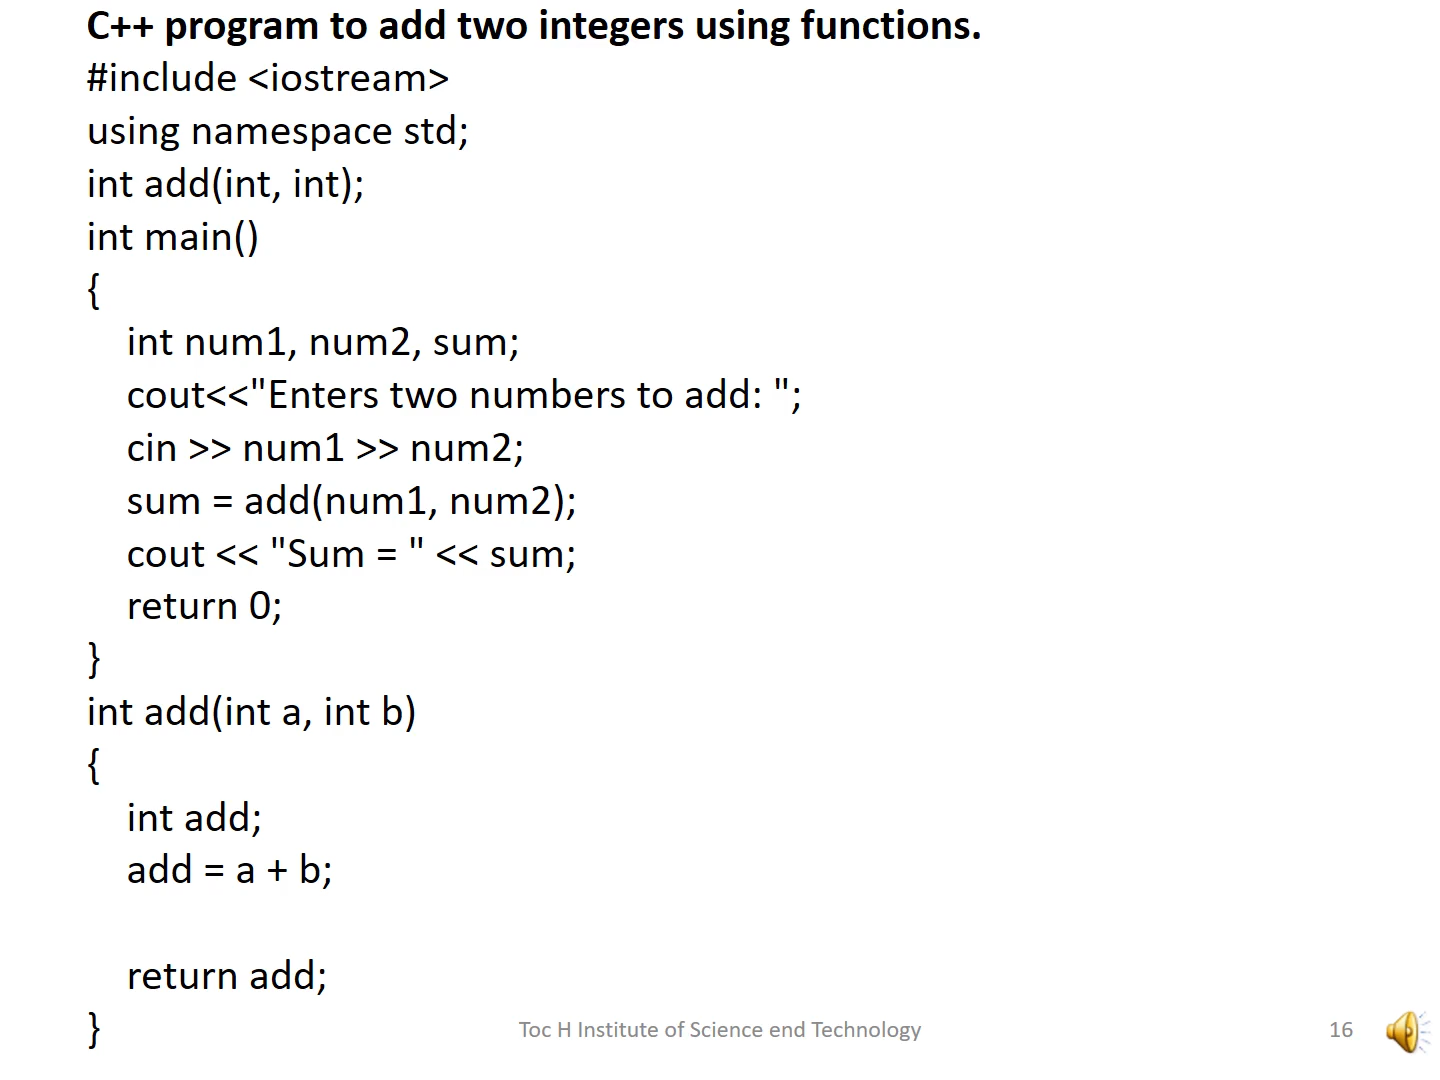 C++ program to add two integers using functions.
#include <iostream>
using namespace std;
int add(int, int);
int main()
{
int num1, num2, sum;
cout<<"Enters two numbers to add: ";
cin >> num1 >> num2;
sum = add(num1, num2);
cout << "Sum = " << sum;
return 0;
}
int add(int a, int b)
{
int add;
add = a + b;
return add;
}
Toc H Institute of Science end Technology
16